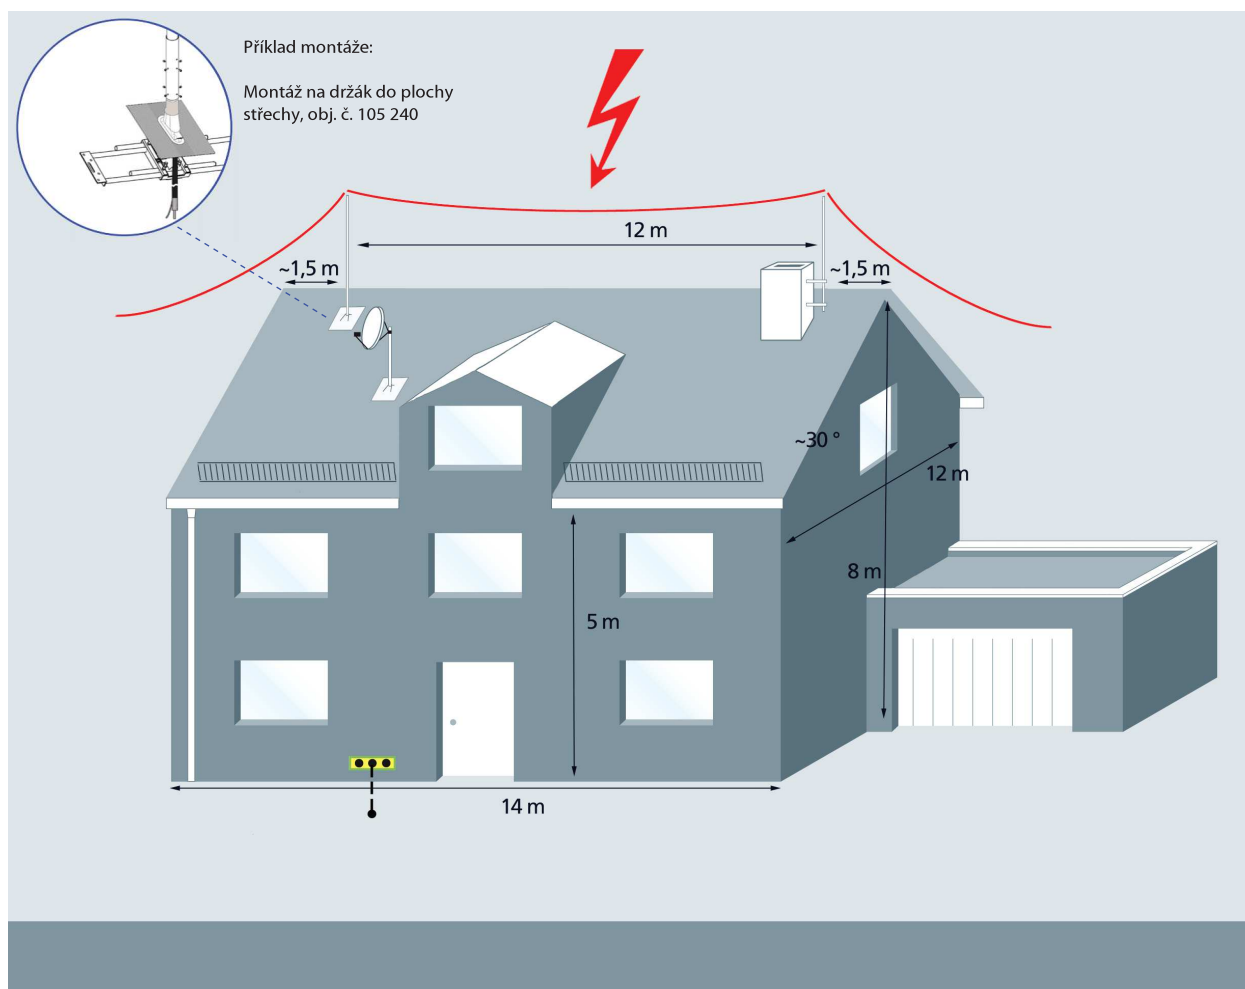 Příklad montáže:
Montáž na držák do plochy
střechy, obj. č. 105 240
12 m
~1,5 m
~1,5 m
~30 °
12 m
8 m
5 m
14 m